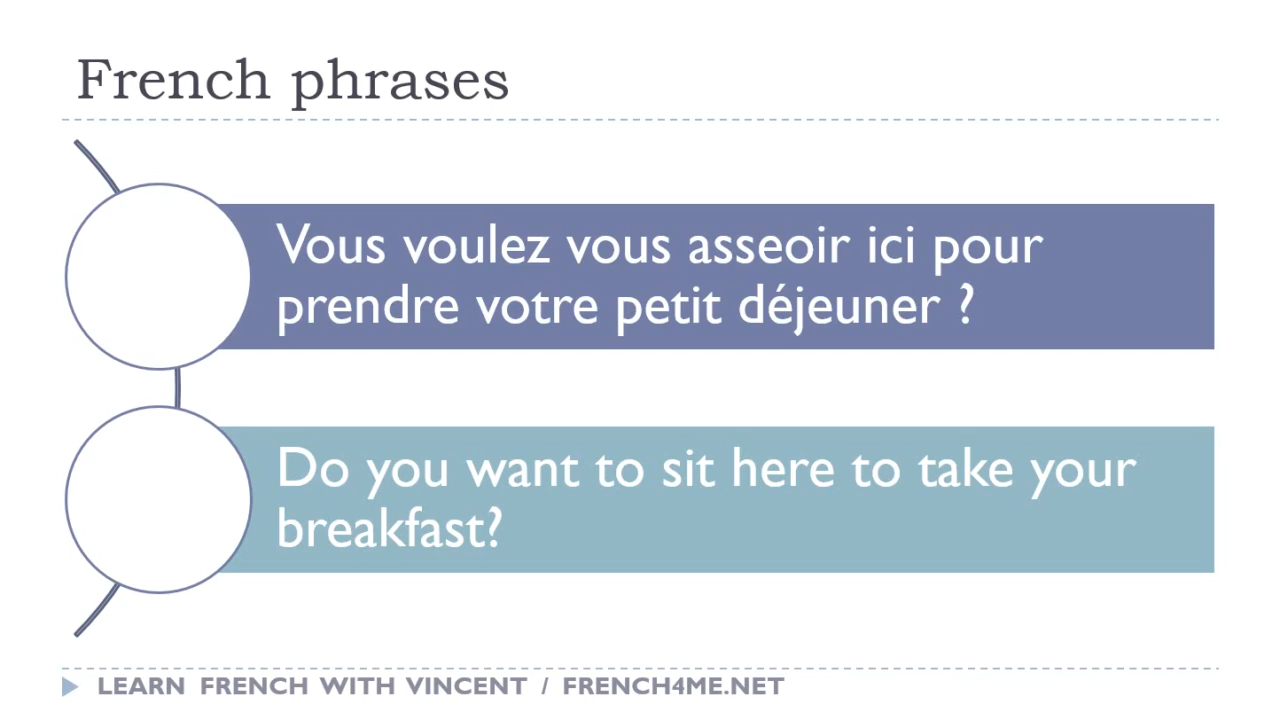 French phrases
Vous voulez vous asseoir ici pour
prendre votre petit déjeuner ?
Do you want to sit here to take your
breakfast?
LEARN FRENCH WITH VINCENT / FRENCH4ME.NET